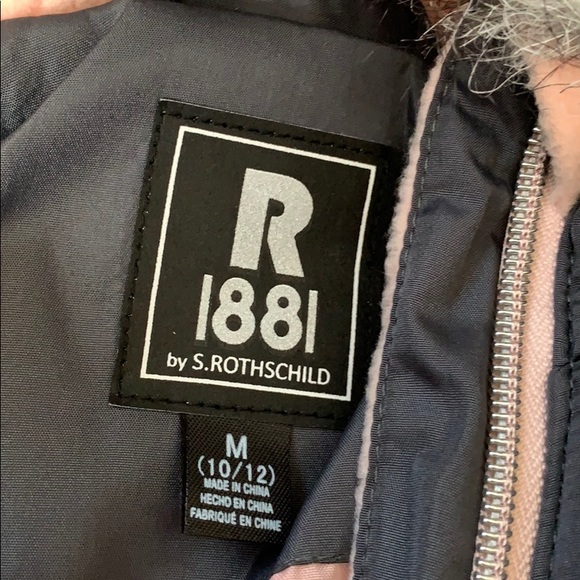 R
1881
by S.ROTHSCHILD
M
(10/12)
MADE IN CHINA
HECHO EN CHINA
FABRIQUÉ EN CHINE